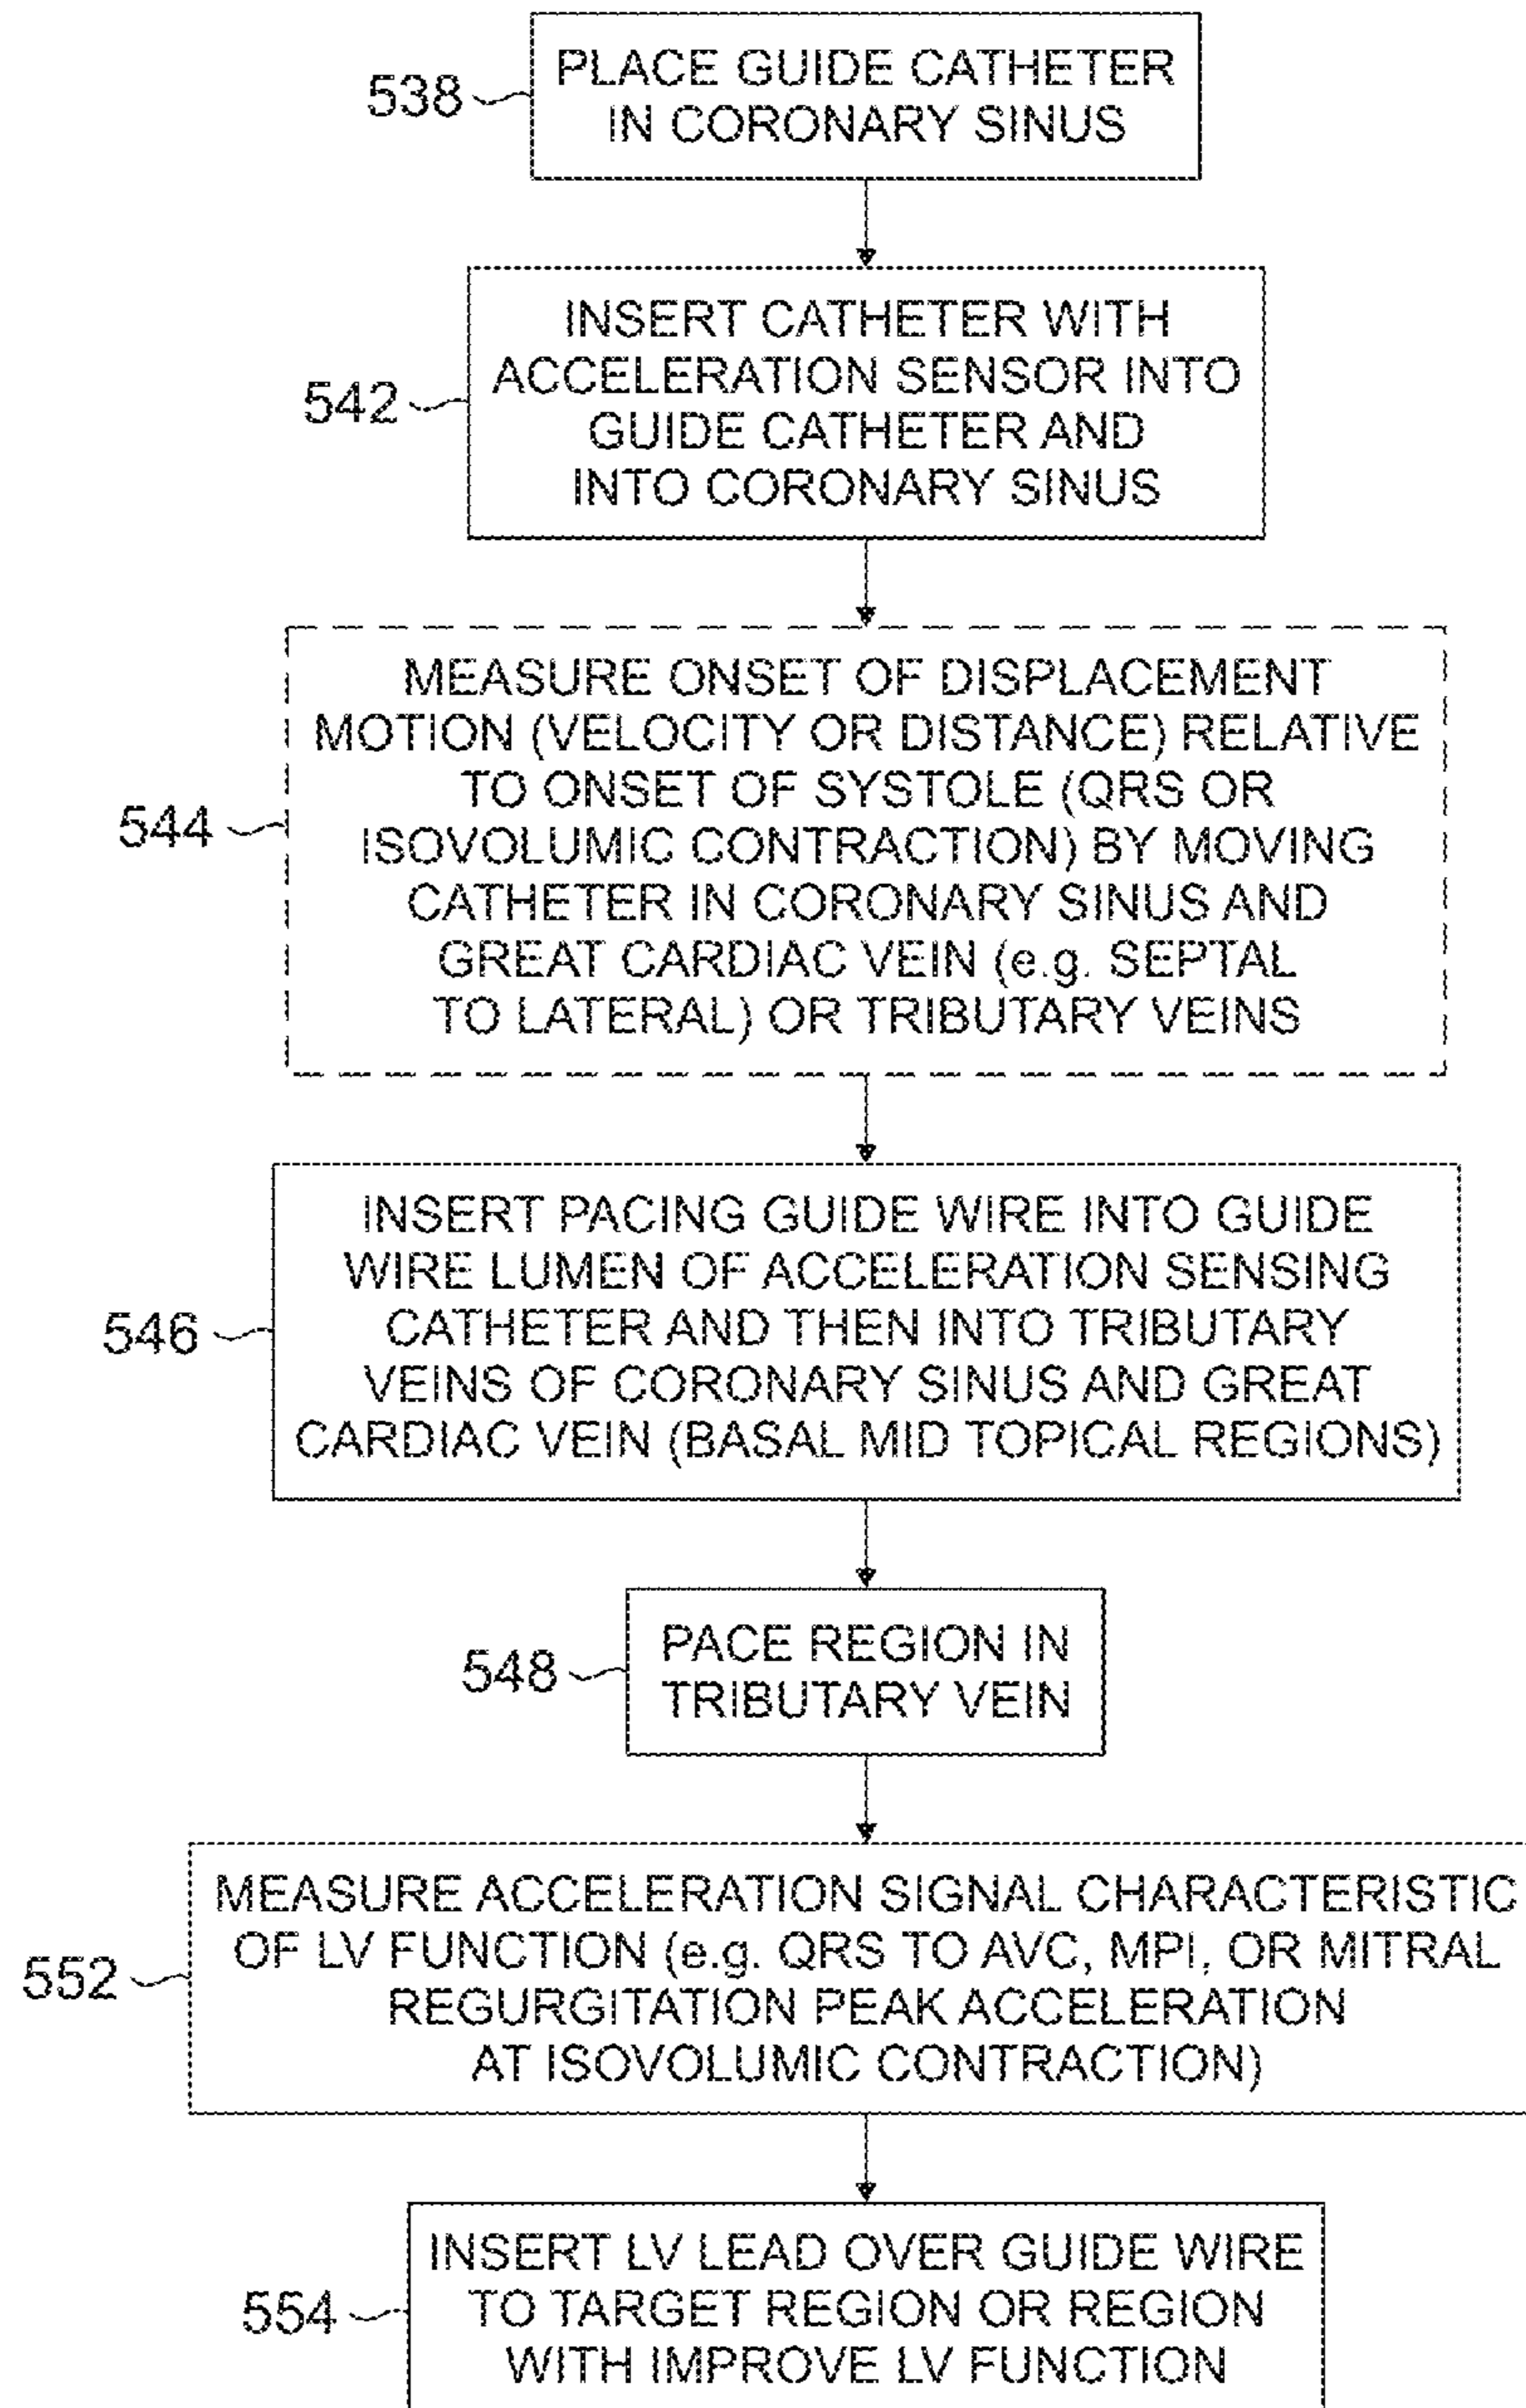 538
PLACE GUIDE CATHETER
IN CORONARY SINUS
542
INSERT CATHETER WITH
ACCELERATION SENSOR INTO
GUIDE CATHETER AND
INTO CORONARY SINUS
544
MEASURE ONSET OF DISPLACEMENT
MOTION (VELOCITY OR DISTANCE) RELATIVE
TO ONSET OF SYSTOLE (QRS OR
ISOVOLUMIC CONTRACTION) BY MOVING
CATHETER IN CORONARY SINUS AND
GREAT CARDIAC VEIN (e.g. SEPTAL
TO LATERAL) OR TRIBUTARY VEINS
546
INSERT PACING GUIDE WIRE INTO GUIDE
WIRE LUMEN OF ACCELERATION SENSING
CATHETER AND THEN INTO TRIBUTARY
VEINS OF CORONARY SINUS AND GREAT
CARDIAC VEIN (BASAL MID TOPICAL REGIONS)
548
PACE REGION IN
TRIBUTARY VEIN
552
MEASURE ACCELERATION SIGNAL CHARACTERISTIC
OF LV FUNCTION (e.g. QRS TO AVC, MPI, OR MITRAL
REGURGITATION PEAK ACCELERATION
AT ISOVOLUMIC CONTRACTION)
554
INSERT LV LEAD OVER GUIDE WIRE
TO TARGET REGION OR REGION
WITH IMPROVE LV FUNCTION